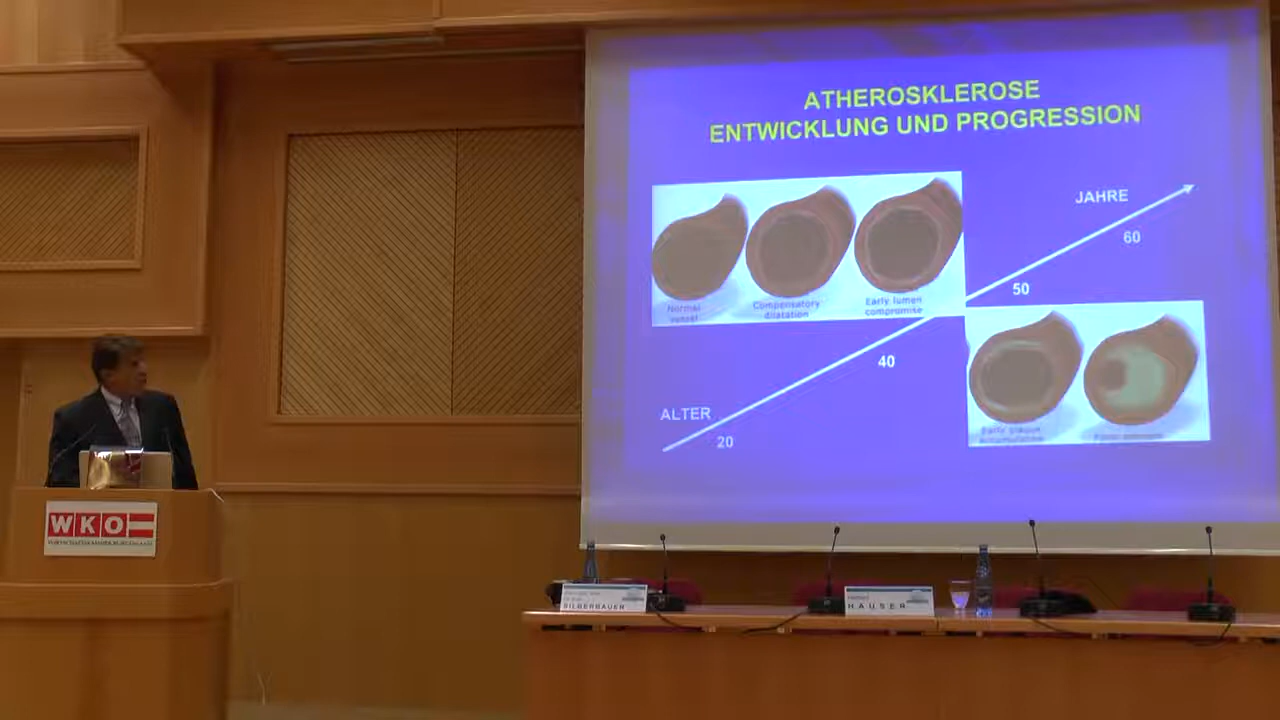 ATHEROSKLEROSE
ENTWICKLUNG UND PROGRESSION
JAHRE
60
50
40
ALTER
20
Normal
vessel
Compensatory
dilatation
Early lumen
compromise
Early plaque
accumulation
WKO
SILBERBAUER
HAUSER